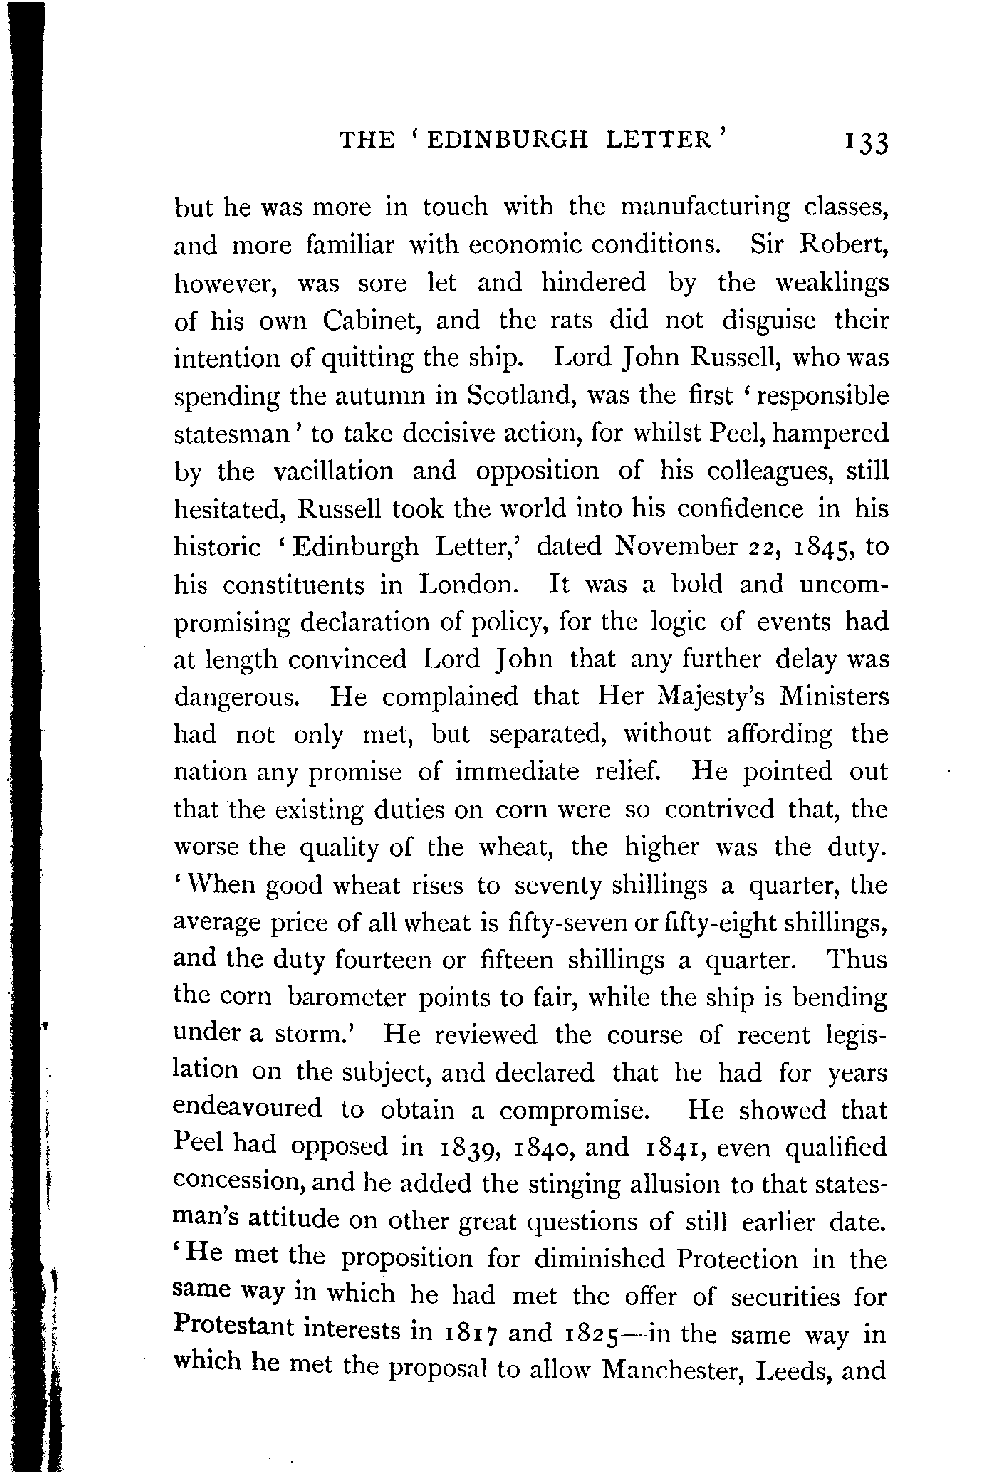 THE ‘ EDINBURGH LETTER ’ 133
but he was more in touch with the manufacturing classes,
and more familiar with economic conditions. Sir Robert,
however, was sore let and hindered by the weaklings
of his own Cabinet, and the rats did not disguise their
intention of quitting the ship. Lord John Russell, who was
spending the autumn in Scotland, was the first ‘ responsible
statesman ’ to take decisive action, for whilst Peel, hampered
by the vacillation and opposition of his colleagues, still
hesitated, Russell took the world into his confidence in his
historic ‘ Edinburgh Letter,’ dated November 22, 1845, to
his constituents in London. It was a bold and uncom-
promising declaration of policy, for the logic of events had
at length convinced Lord John that any further delay was
dangerous. He complained that Her Majesty’s Ministers
had not only met, but separated, without affording the
nation any promise of immediate relief. He pointed out
that the existing duties on corn were so contrived that, the
worse the quality of the wheat, the higher was the duty.
‘ When good wheat rises to seventy shillings a quarter, the
average price of all wheat is fifty-seven or fifty-eight shillings,
and the duty fourteen or fifteen shillings a quarter. Thus
the corn barometer points to fair, while the ship is bending
under a storm.’ He reviewed the course of recent legis-
lation on the subject, and declared that he had for years
endeavoured to obtain a compromise. He showed that
Peel had opposed in 1839, 1840, and 1841, even qualified
concession, and he added the stinging allusion to that states-
man’s attitude on other great questions of still earlier date.
‘ He met the proposition for diminished Protection in the
same way in which he had met the offer of securities for
Protestant interests in 1817 and 1825—in the same way in
which he met the proposal to allow Manchester, Leeds, and